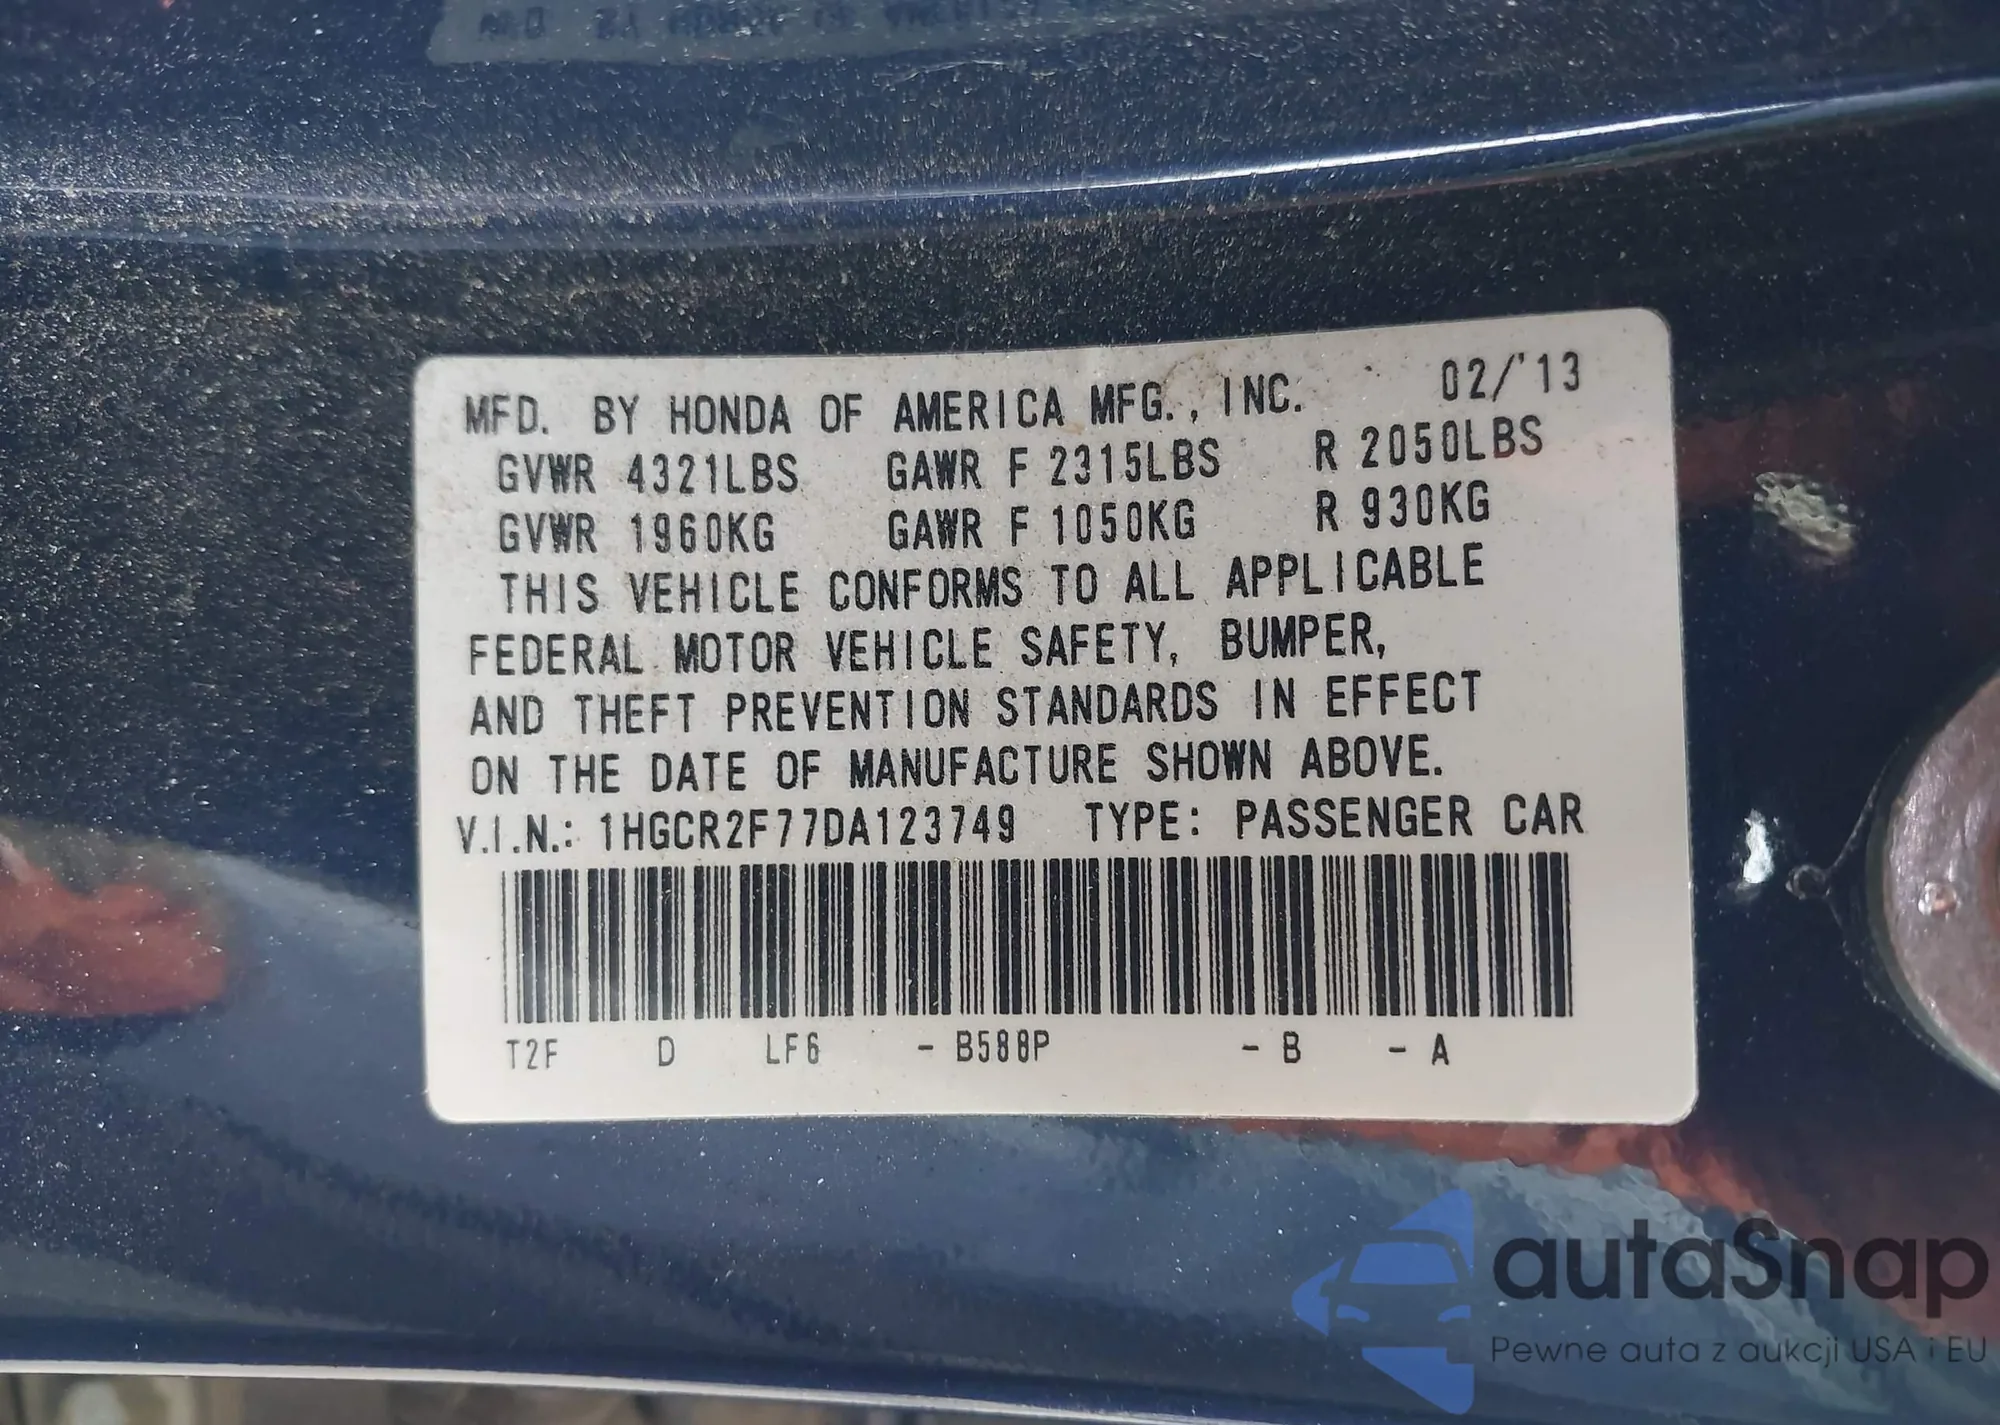 MFD. BY HONDA OF AMERICA MFG., INC. 02/'13
GVWR 4321LBS GAWR F 2315LBS R 2050LBS
GVWR 1960KG GAWR F 1050KG R 930KG
THIS VEHICLE CONFORMS TO ALL APPLICABLE
FEDERAL MOTOR VEHICLE SAFETY, BUMPER,
AND THEFT PREVENTION STANDARDS IN EFFECT
ON THE DATE OF MANUFACTURE SHOWN ABOVE.
V.I.N.: 1HGCR2F77DA123749 TYPE: PASSENGER CAR
T2F D LF6 - B588P - B - A
autaSnap
Pewne auta z aukcji USA i EU